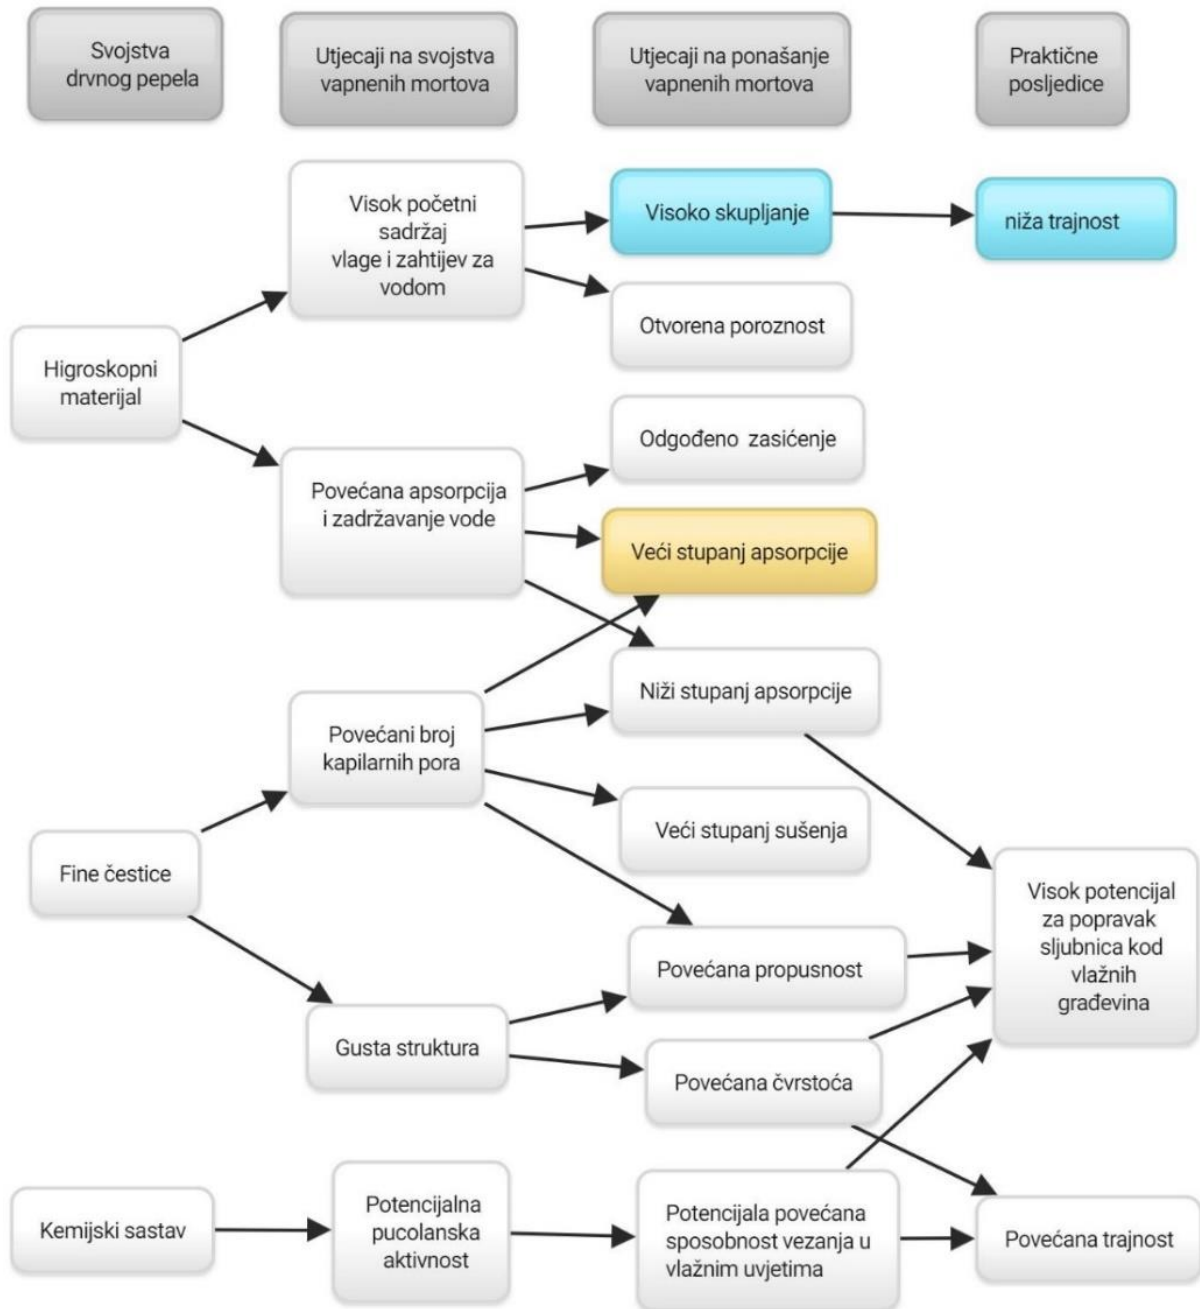 Svojstva
drvnog pepela
Utjecaji na svojstva
vapnenih mortova
Utjecaji na ponašanje
vapnenih mortova
Praktične
posljedice
Visok početni
sadržaj
vlage i zahtijev za
vodom
Visoko skupljanje
niža trajnost
Otvorena poroznost
Higroskopni
materijal
Odgođeno zasićenje
Povećana apsorpcija
i zadržavanje vode
Veći stupanj apsorpcije
Niži stupanj apsorpcije
Povećani broj
kapilarnih pora
Veći stupanj sušenja
Fine čestice
Visok potencijal
za popravak
sljubnica kod
vlažnih
građevina
Povećana propusnost
Gusta struktura
Povećana čvrstoća
Kemijski sastav
Potencijalna
pucolanska
aktivnost
Potencijala povećana
sposobnost vezanja u
vlažnim uvjetima
Povećana trajnost